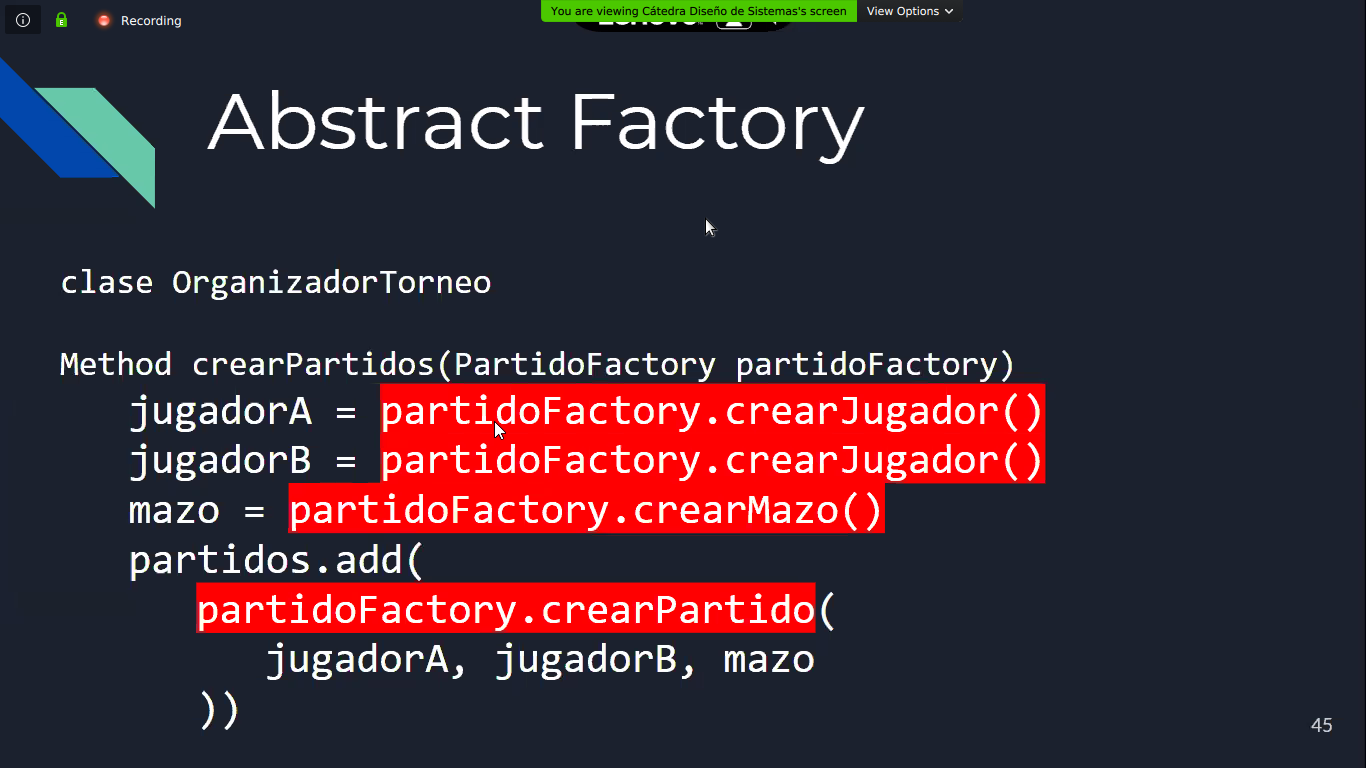 Recording
You are viewing Cátedra Diseño de Sistemas's screen
View Options
Abstract Factory
clase OrganizadorTorneo
Method crearPartidos(PartidoFactory partidoFactory)
jugadorA = partidoFactory.crearJugador()
jugadorB = partidoFactory.crearJugador()
mazo = partidoFactory.crearMazo()
partidos.add(
partidoFactory.crearPartido(
jugadorA, jugadorB, mazo
))
45